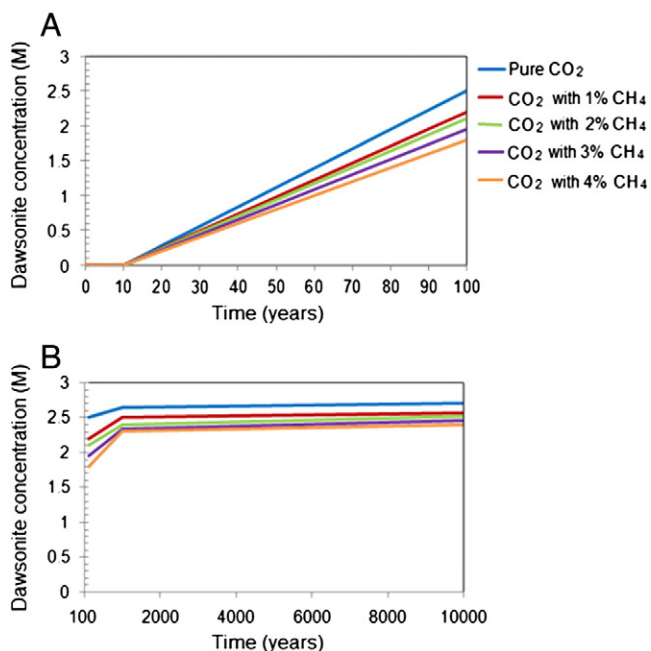 A
Dawsonite concentration (M)
3
2.5
2
1.5
1
0.5
0
0 10 20 30 40 50 60 70 80 90 100
Time (years)
Pure CO₂
CO₂ with 1% CH₄
CO₂ with 2% CH₄
CO₂ with 3% CH₄
CO₂ with 4% CH₄
B
Dawsonite concentration (M)
3
2.5
2
1.5
1
0.5
0
100 2000 4000 6000 8000 10000
Time (years)